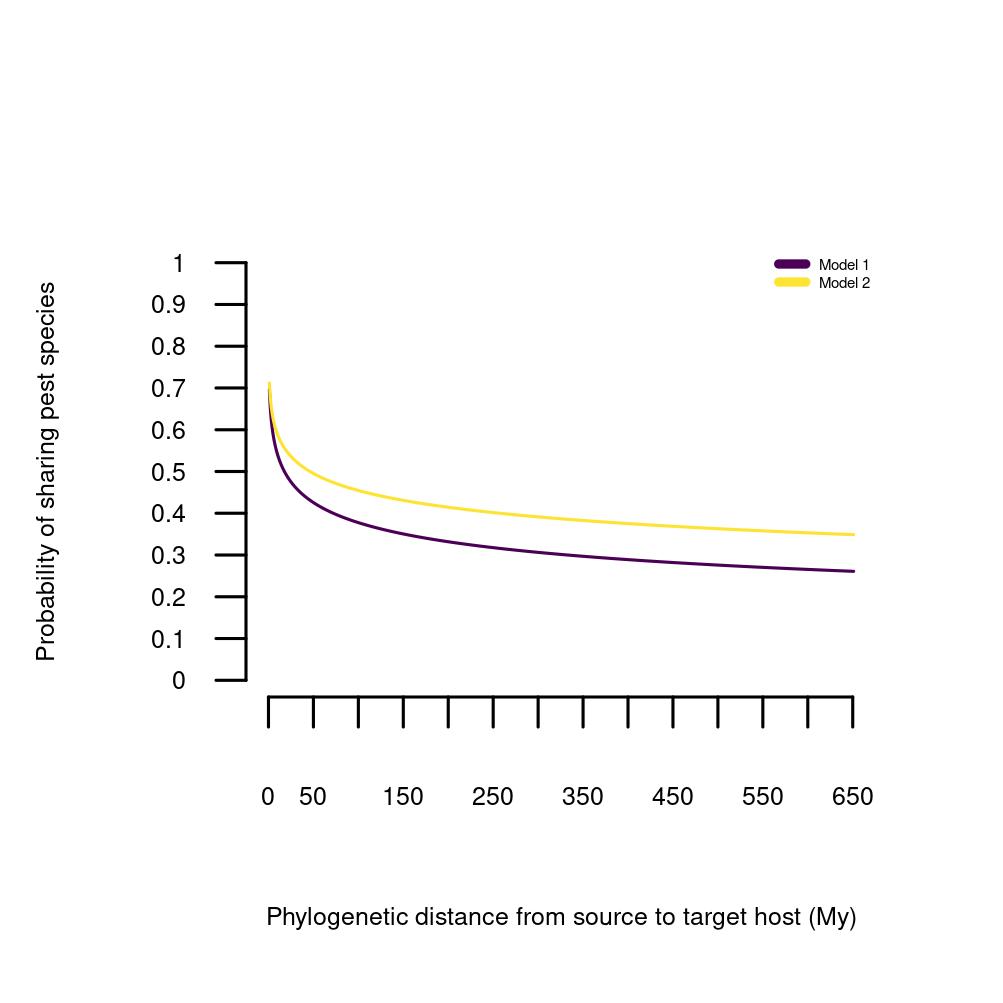 Model 1
Model 2
Probability of sharing pest species
1
0.9
0.8
0.7
0.6
0.5
0.4
0.3
0.2
0.1
0
0 50 150 250 350 450 550 650
Phylogenetic distance from source to target host (My)